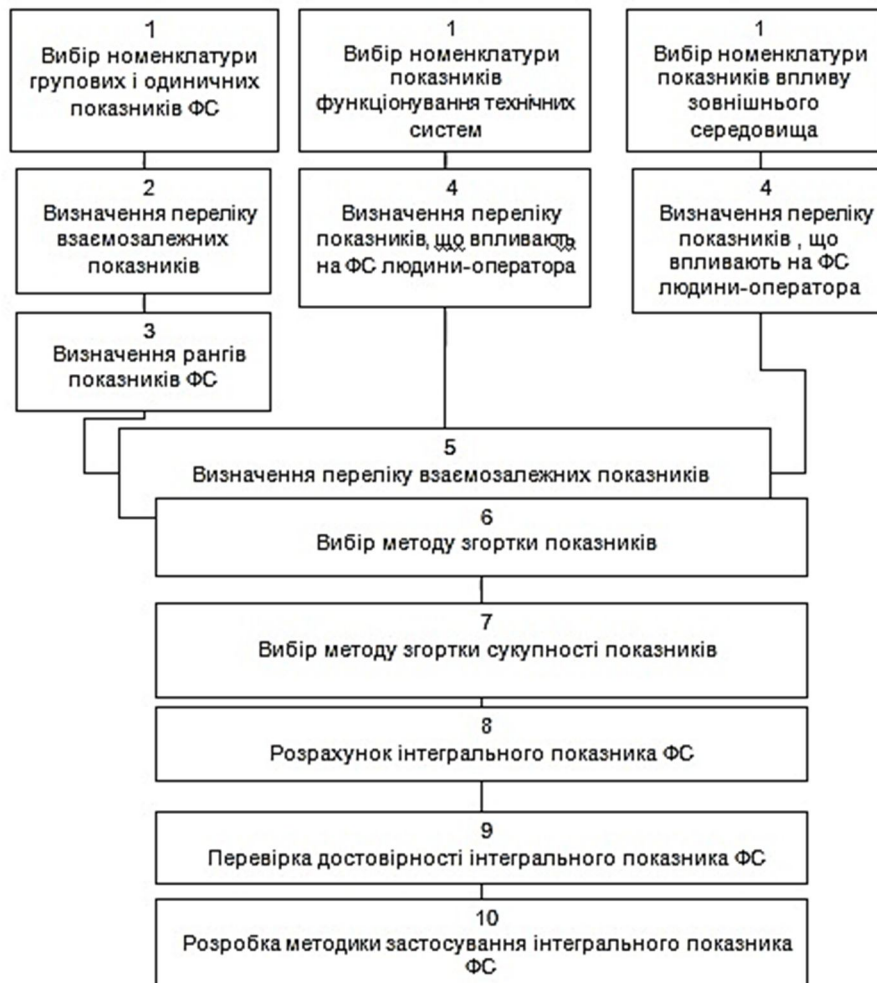 1
Вибір номенклатури
групових і одиничних
показників ФС
1
Вибір номенклатури
показників
функціонування технічних
систем
1
Вибір номенклатури
показників впливу
зовнішнього
середовища
2
Визначення переліку
взаємозалежних
показників
4
Визначення переліку
показників, що впливають
на ФС людини-оператора
4
Визначення переліку
показників , що
впливають на ФС
людини-оператора
3
Визначення рангів
показників ФС
5
Визначення переліку взаємозалежних показників
6
Вибір методу згортки показників
7
Вибір методу згортки сукупності показників
8
Розрахунок інтегрального показника ФС
9
Перевірка достовірності інтегрального показника ФС
10
Розробка методики застосування інтегрального показника
ФС